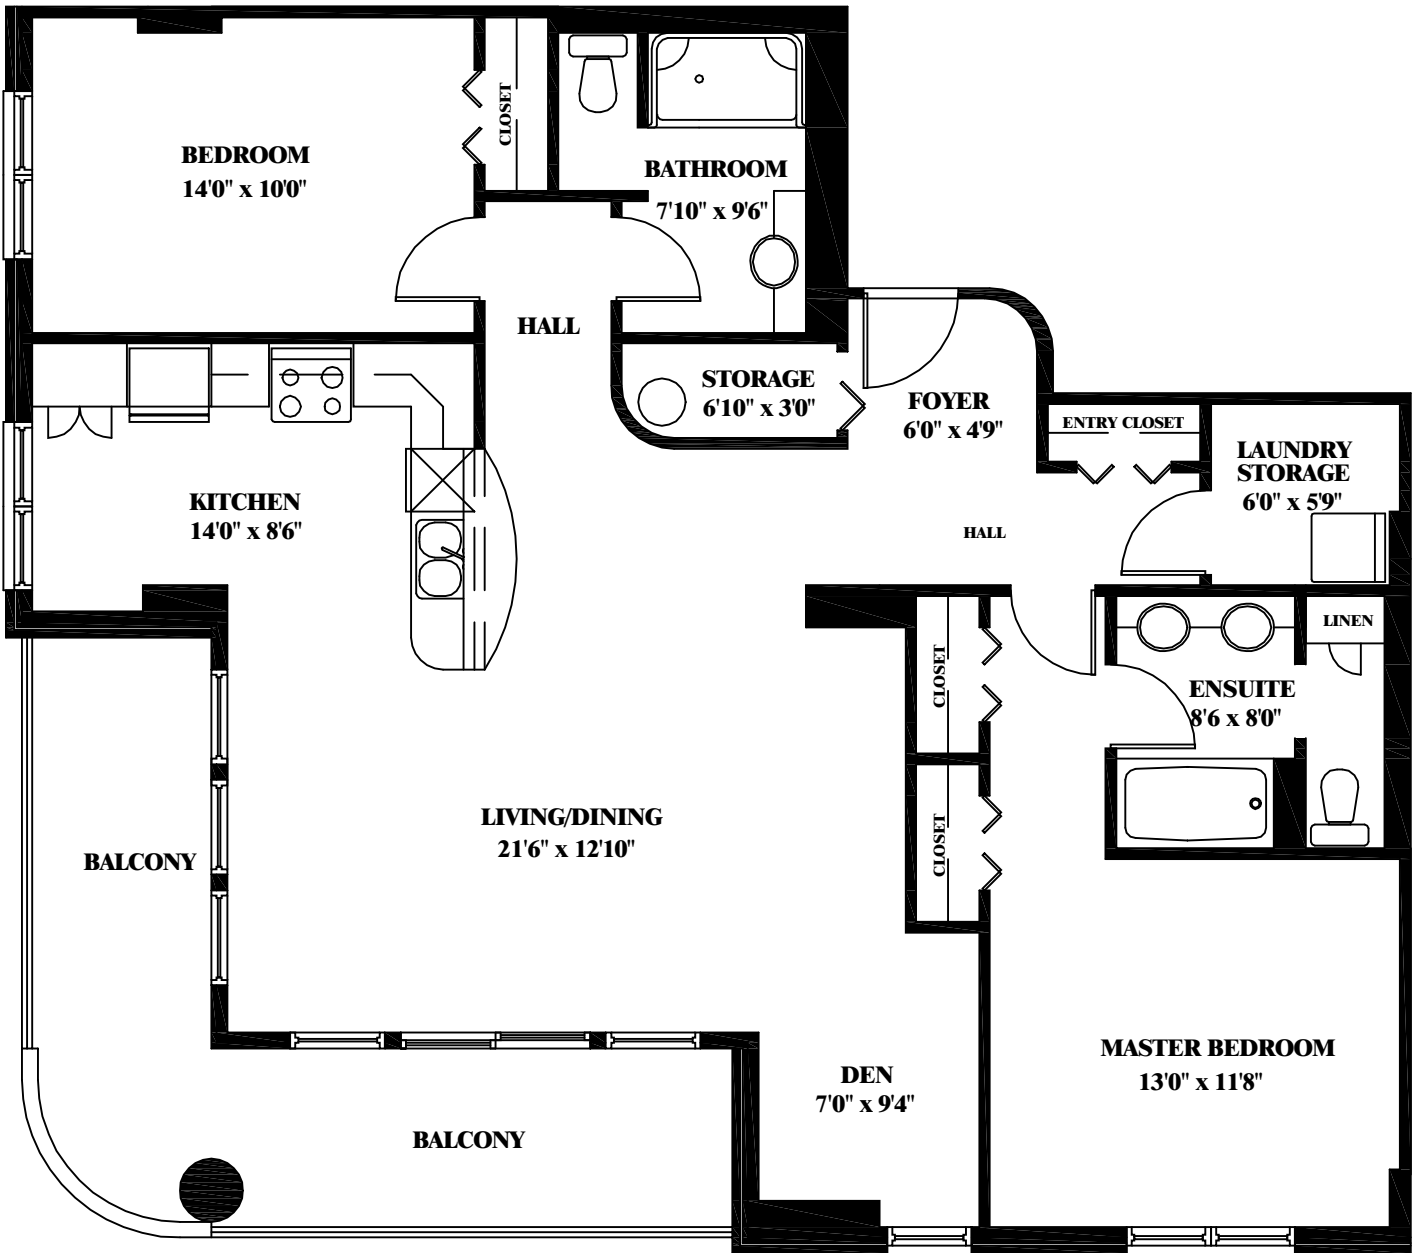 BEDROOM
14'0" x 10'0"
CLOSET
BATHROOM
7'10" x 9'6"
HALL
STORAGE
6'10" x 3'0"
FOYER
6'0" x 4'9"
ENTRY CLOSET
LAUNDRY
STORAGE
6'0" x 5'9"
KITCHEN
14'0" x 8'6"
HALL
LINEN
CLOSET
ENSUITE
8'6 x 8'0"
LIVING/DINING
21'6" x 12'10"
CLOSET
BALCONY
MASTER BEDROOM
13'0" x 11'8"
DEN
7'0" x 9'4"
BALCONY